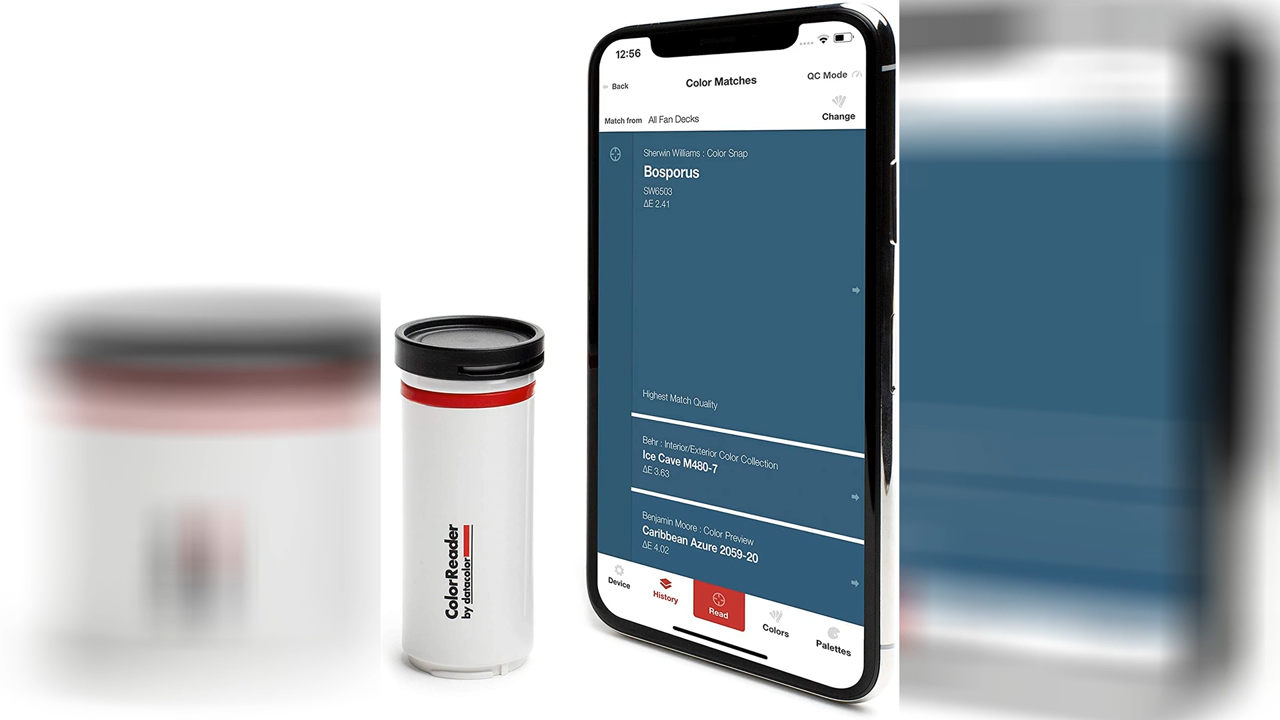 12:56
Back
Color Matches
QC Mode
Change
Match from All Fan Decks
Sherwin Williams : Color Snap
Bosporus
SW6503
ΔE 2.41
Highest Match Quality
Behr : Interior/Exterior Color Collection
Ice Cave M480-7
ΔE 3.63
Benjamin Moore : Color Preview
Caribbean Azure 2059-20
ΔE 4.02
Device
History
Read
Colors
Palettes
ColorReader
by datacolor